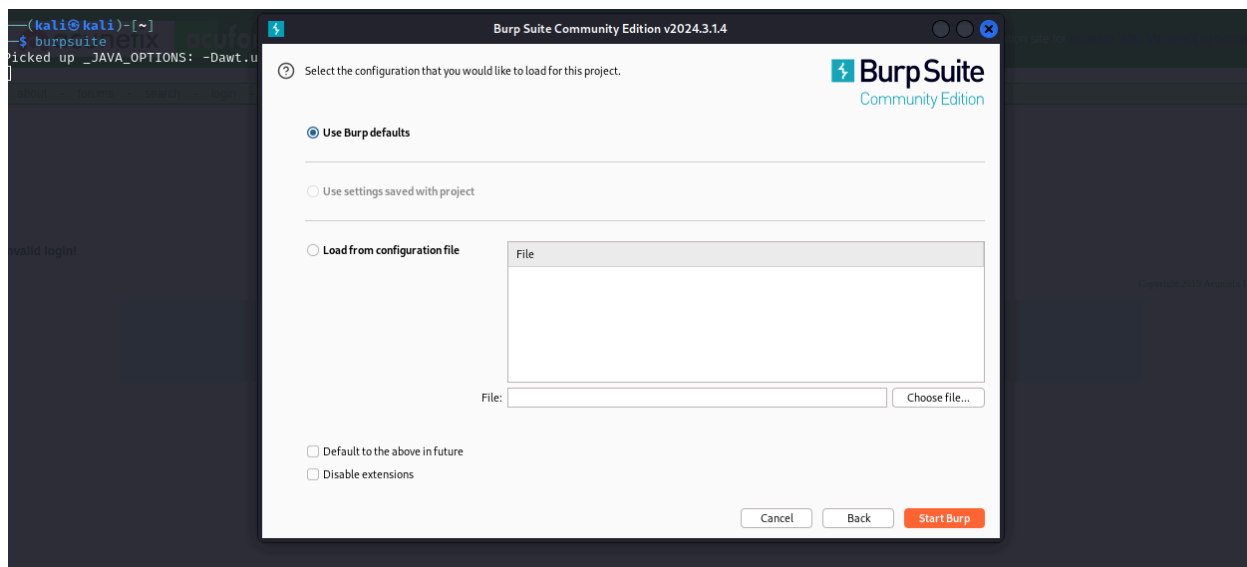 (kali㉿kali)-[~]
$ burpsuite
Picked up _JAVA_OPTIONS: -Dawt.u
Burp Suite Community Edition v2024.3.1.4
Select the configuration that you would like to load for this project.
Burp Suite
Community Edition
Use Burp defaults
Use settings saved with project
Load from configuration file
File
File:
Choose file...
Default to the above in future
Disable extensions
Cancel
Back
Start Burp
nvalid login!